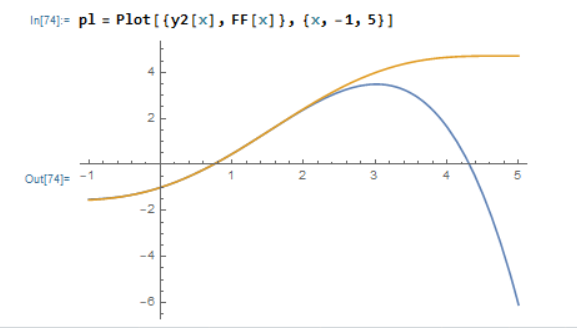 In[74]:= pl = Plot[{y2[x], FF[x]}, {x, -1, 5}]
4
2
Out[74]= -1 1 2 3 4 5
-2
-4
-6